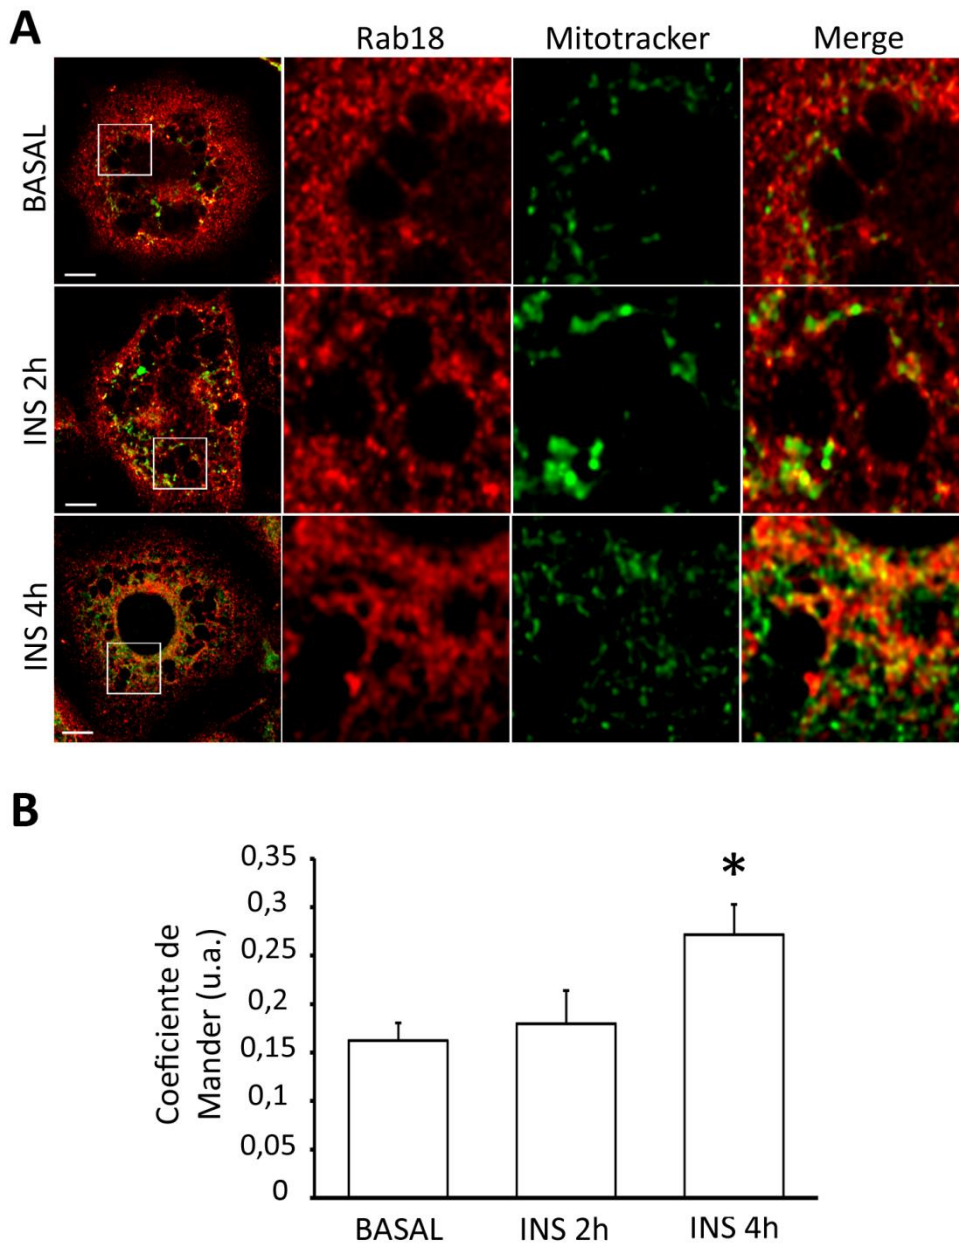 A
Rab18 Mitotracker Merge
BASAL
INS 2h
INS 4h
B
Coeficiente de
Mander (u.a.)
0,35
0,3
0,25
0,2
0,15
0,1
0,05
0
*
BASAL INS 2h INS 4h